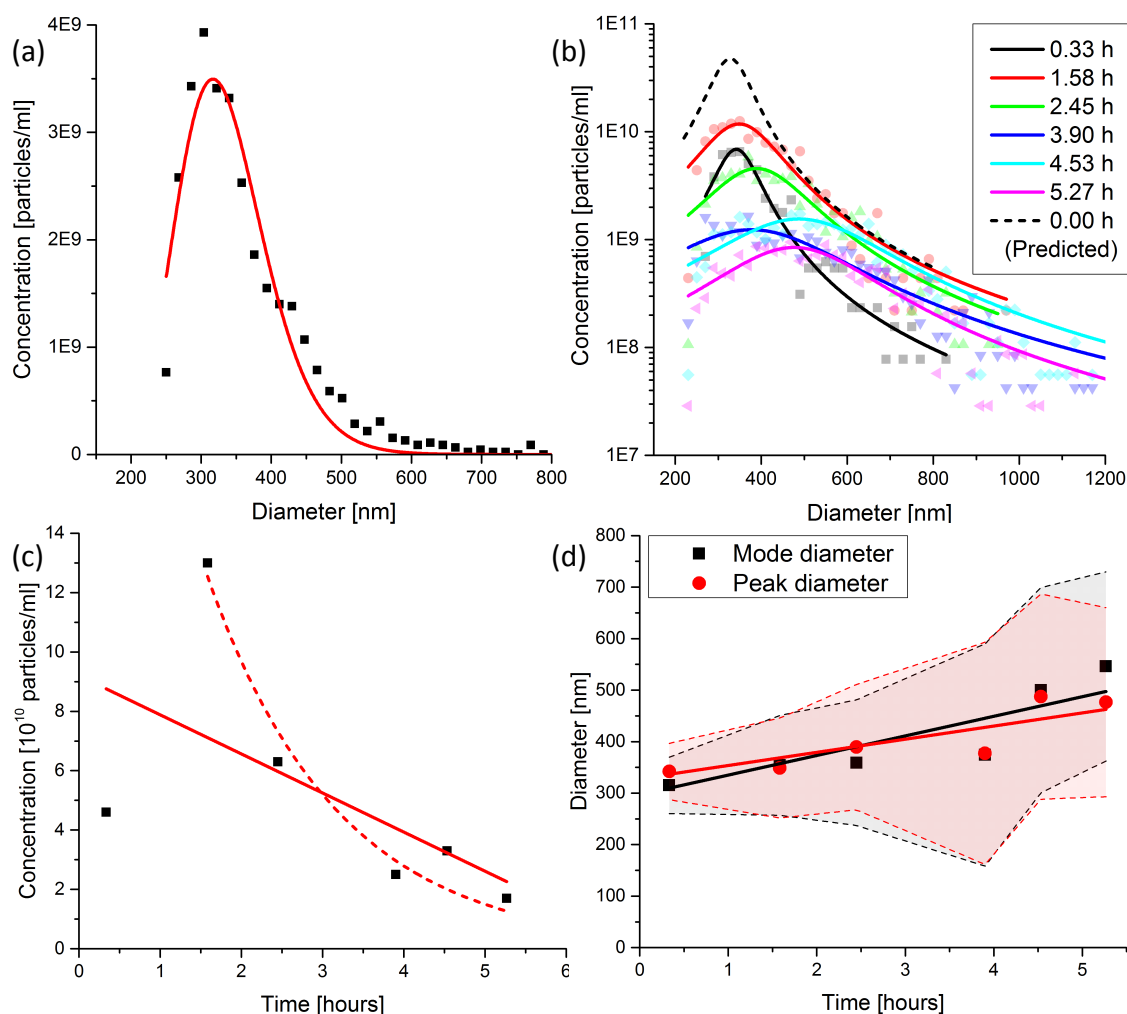 (a)
Concentration [particles/ml]
4E9
3E9
2E9
1E9
0
200 300 400 500 600 700 800
Diameter [nm]
(b)
Concentration [particles/ml]
1E11
1E10
1E9
1E8
1E7
200 400 600 800 1000 1200
Diameter [nm]
0.33 h
1.58 h
2.45 h
3.90 h
4.53 h
5.27 h
0.00 h
(Predicted)
(c)
Concentration [10¹⁰ particles/ml]
14
12
10
8
6
4
2
0
0 1 2 3 4 5 6
Time [hours]
(d)
Diameter [nm]
800
700
600
500
400
300
200
100
0
0 1 2 3 4 5
Time [hours]
Mode diameter
Peak diameter